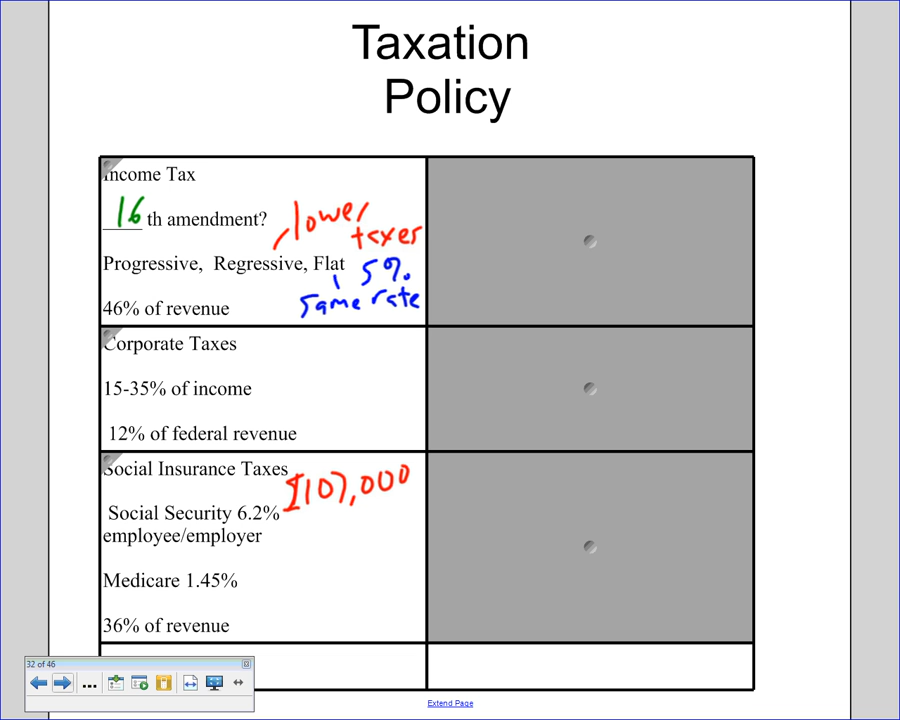 Taxation
Policy
Income Tax
16 th amendment?
lower
taxes
Progressive, Regressive, Flat
5%
same rate
46% of revenue
Corporate Taxes
15-35% of income
12% of federal revenue
Social Insurance Taxes
$107,000
Social Security 6.2%
employee/employer
Medicare 1.45%
36% of revenue
32 of 46
Extend Page